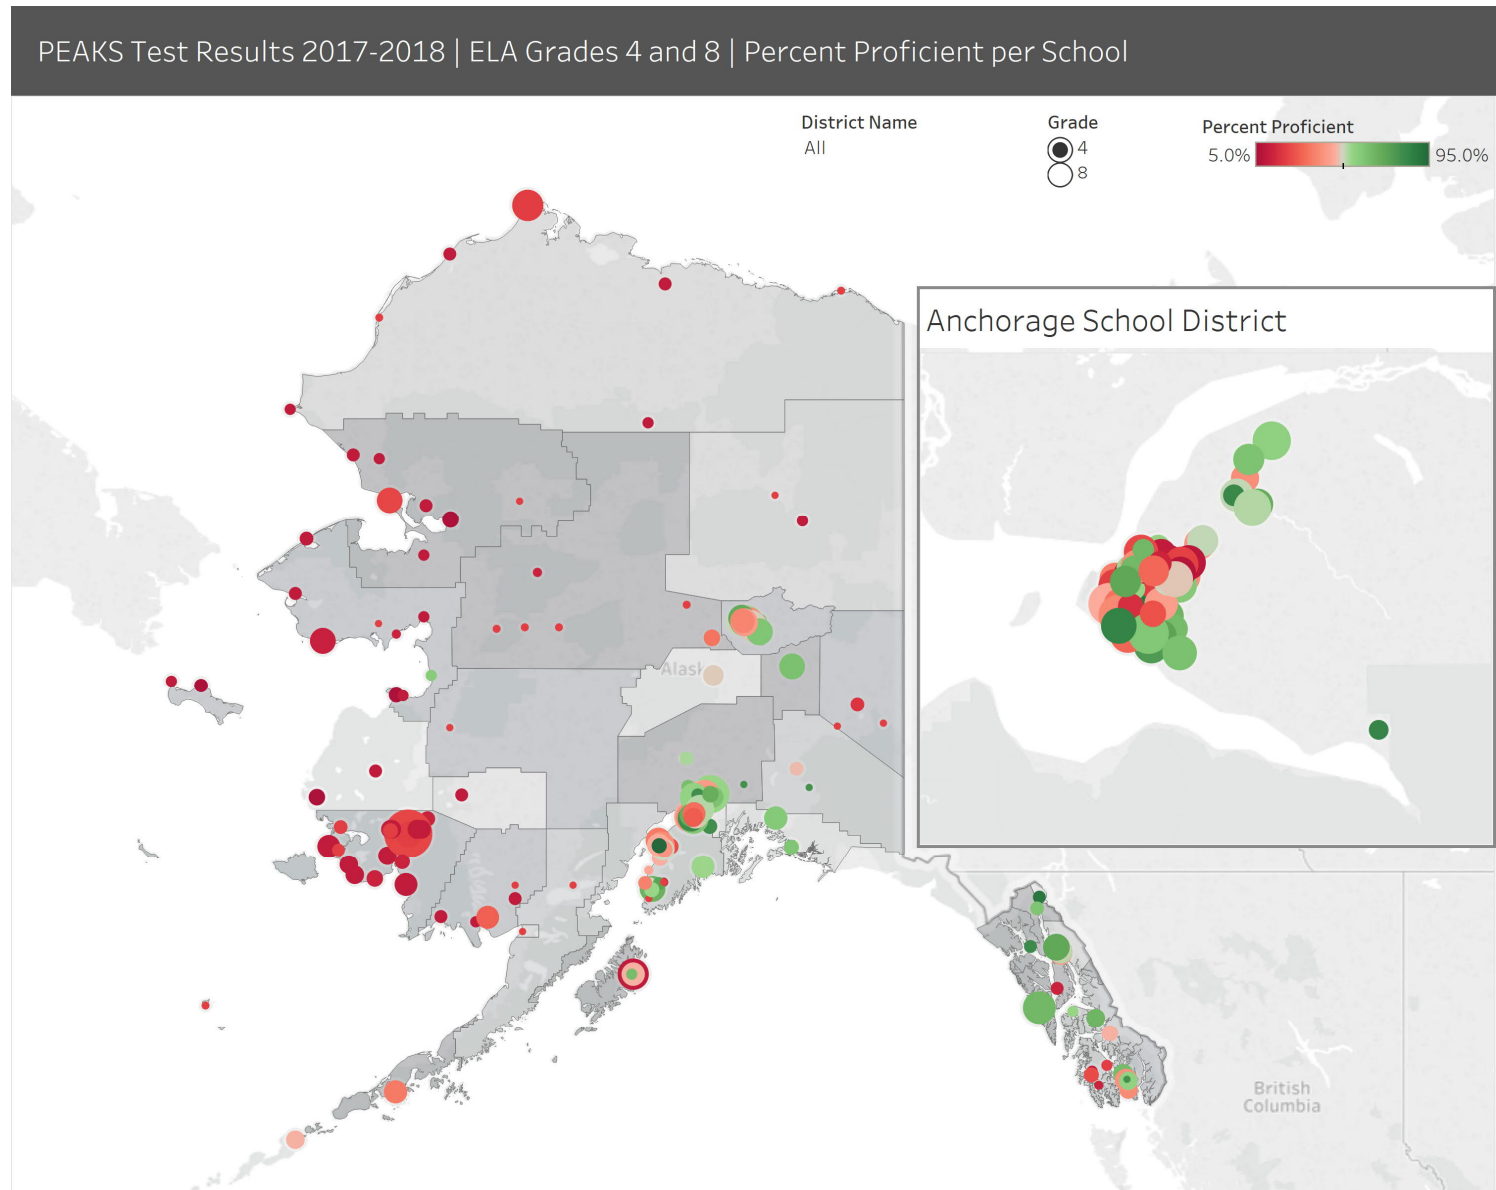 PEAKS Test Results 2017-2018 | ELA Grades 4 and 8 | Percent Proficient per School
District Name
All
Grade
4
8
Percent Proficient
5.0%
95.0%
Anchorage School District
British
Columbia